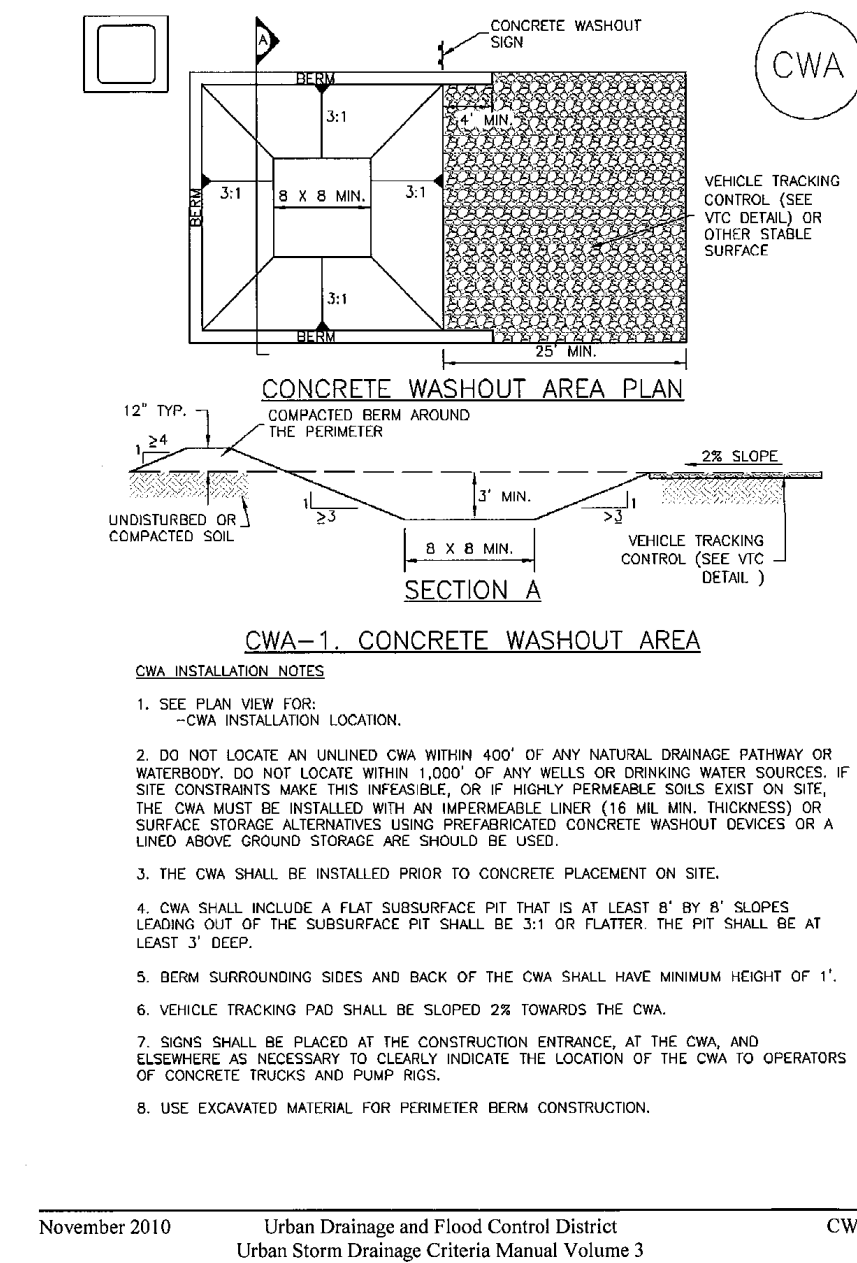 CONCRETE WASHOUT
SIGN
CWA
A
BERM
3:1
4' MIN.
BERM
3:1
8 X 8 MIN.
3:1
VEHICLE TRACKING
CONTROL (SEE
VTC DETAIL) OR
OTHER STABLE
SURFACE
3:1
BERM
25' MIN.
CONCRETE WASHOUT AREA PLAN
12" TYP.
COMPACTED BERM AROUND
THE PERIMETER
1
≥4
2% SLOPE
3' MIN.
1
≥3
≥3
1
UNDISTURBED OR
COMPACTED SOIL
8 X 8 MIN.
VEHICLE TRACKING
CONTROL (SEE VTC
DETAIL )
SECTION A
CWA-1. CONCRETE WASHOUT AREA
CWA INSTALLATION NOTES
1. SEE PLAN VIEW FOR:
-CWA INSTALLATION LOCATION.
2. DO NOT LOCATE AN UNLINED CWA WITHIN 400' OF ANY NATURAL DRAINAGE PATHWAY OR
WATERBODY. DO NOT LOCATE WITHIN 1,000' OF ANY WELLS OR DRINKING WATER SOURCES. IF
SITE CONSTRAINTS MAKE THIS INFEASIBLE, OR IF HIGHLY PERMEABLE SOILS EXIST ON SITE,
THE CWA MUST BE INSTALLED WITH AN IMPERMEABLE LINER (16 MIL MIN. THICKNESS) OR
SURFACE STORAGE ALTERNATIVES USING PREFABRICATED CONCRETE WASHOUT DEVICES OR A
LINED ABOVE GROUND STORAGE ARE SHOULD BE USED.
3. THE CWA SHALL BE INSTALLED PRIOR TO CONCRETE PLACEMENT ON SITE.
4. CWA SHALL INCLUDE A FLAT SUBSURFACE PIT THAT IS AT LEAST 8' BY 8' SLOPES
LEADING OUT OF THE SUBSURFACE PIT SHALL BE 3:1 OR FLATTER. THE PIT SHALL BE AT
LEAST 3' DEEP.
5. BERM SURROUNDING SIDES AND BACK OF THE CWA SHALL HAVE MINIMUM HEIGHT OF 1'.
6. VEHICLE TRACKING PAD SHALL BE SLOPED 2% TOWARDS THE CWA.
7. SIGNS SHALL BE PLACED AT THE CONSTRUCTION ENTRANCE, AT THE CWA, AND
ELSEWHERE AS NECESSARY TO CLEARLY INDICATE THE LOCATION OF THE CWA TO OPERATORS
OF CONCRETE TRUCKS AND PUMP RIGS.
8. USE EXCAVATED MATERIAL FOR PERIMETER BERM CONSTRUCTION.
November 2010
Urban Drainage and Flood Control District
CW
Urban Storm Drainage Criteria Manual Volume 3